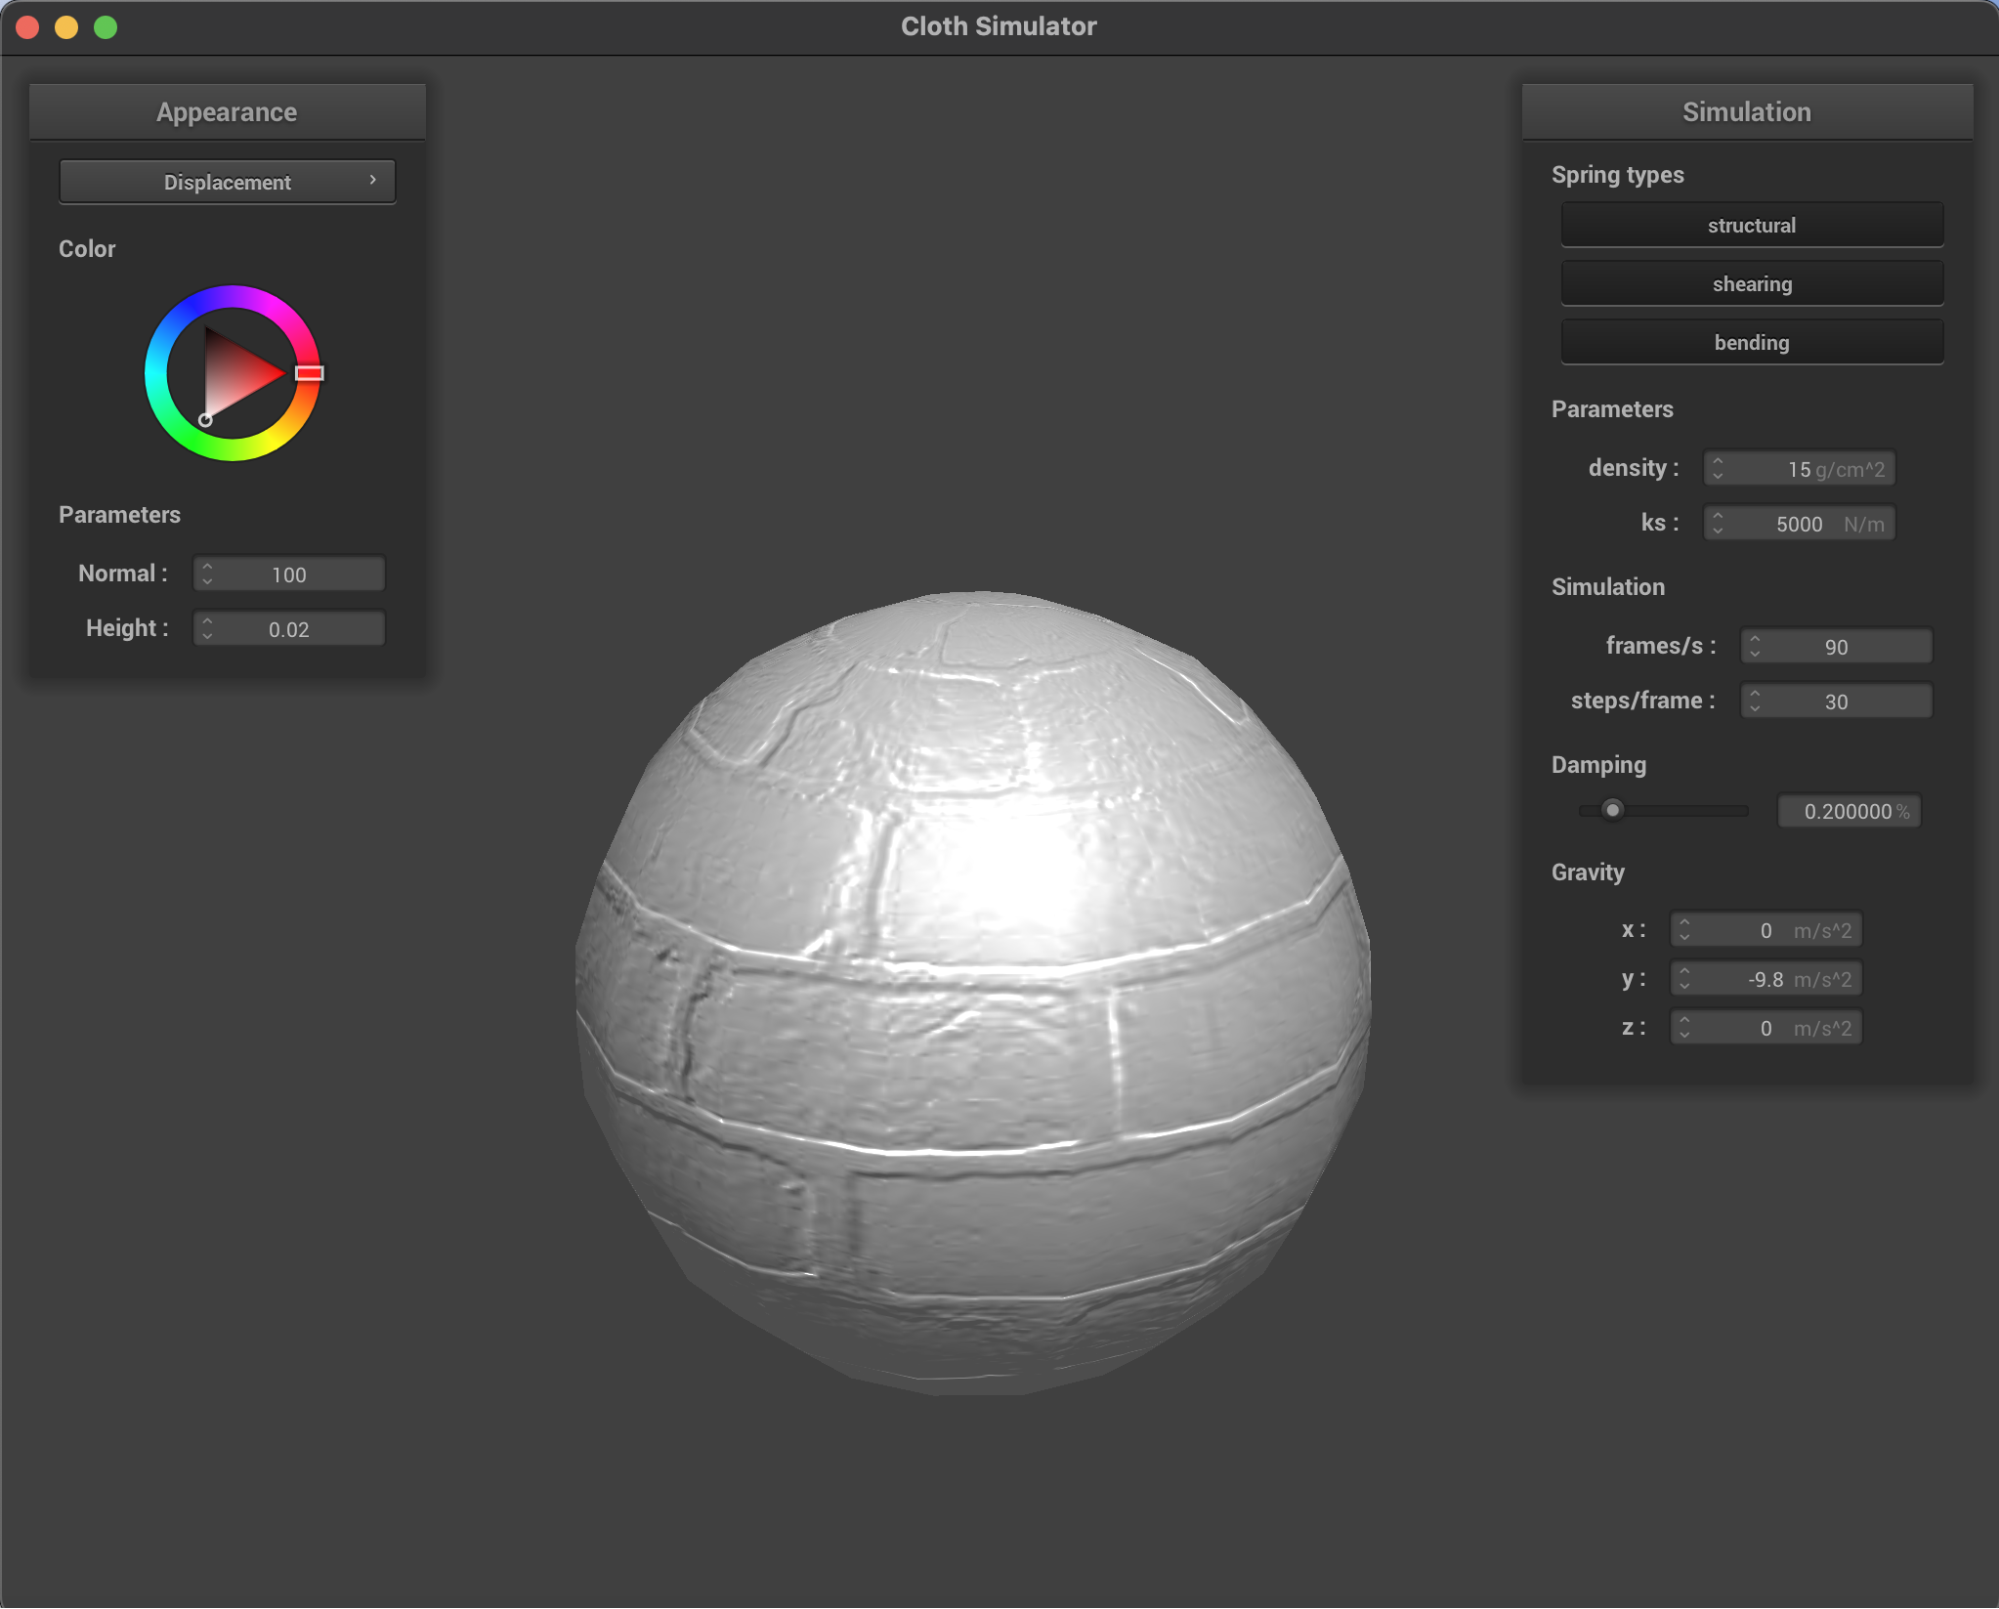 Cloth Simulator
Appearance
Displacement
Color
Parameters
Normal : 100
Height : 0.02
Simulation
Spring types
structural
shearing
bending
Parameters
density : 15 g/cm^2
ks : 5000 N/m
Simulation
frames/s : 90
steps/frame : 30
Damping
0.200000 %
Gravity
x : 0 m/s^2
y : -9.8 m/s^2
z : 0 m/s^2